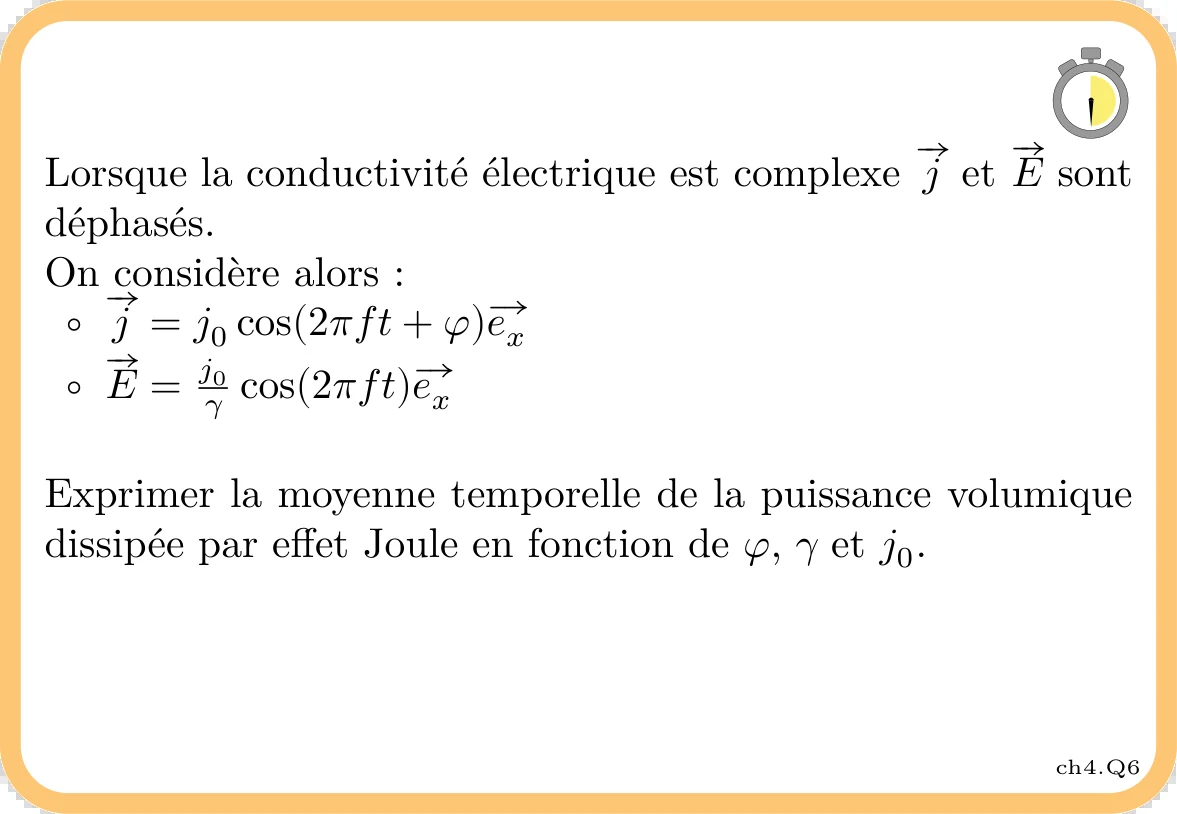 Lorsque la conductivité électrique est complexe $\overrightarrow{j}$ et $\overrightarrow{E}$ sont
déphasés.
On considère alors :
◦ $\overrightarrow{j} = j_0 \cos(2\pi ft + \varphi)\overrightarrow{e_x}$
◦ $\overrightarrow{E} = \frac{j_0}{\gamma} \cos(2\pi ft)\overrightarrow{e_x}$
Exprimer la moyenne temporelle de la puissance volumique
dissipée par effet Joule en fonction de $\varphi$, $\gamma$ et $j_0$.
ch4.Q6